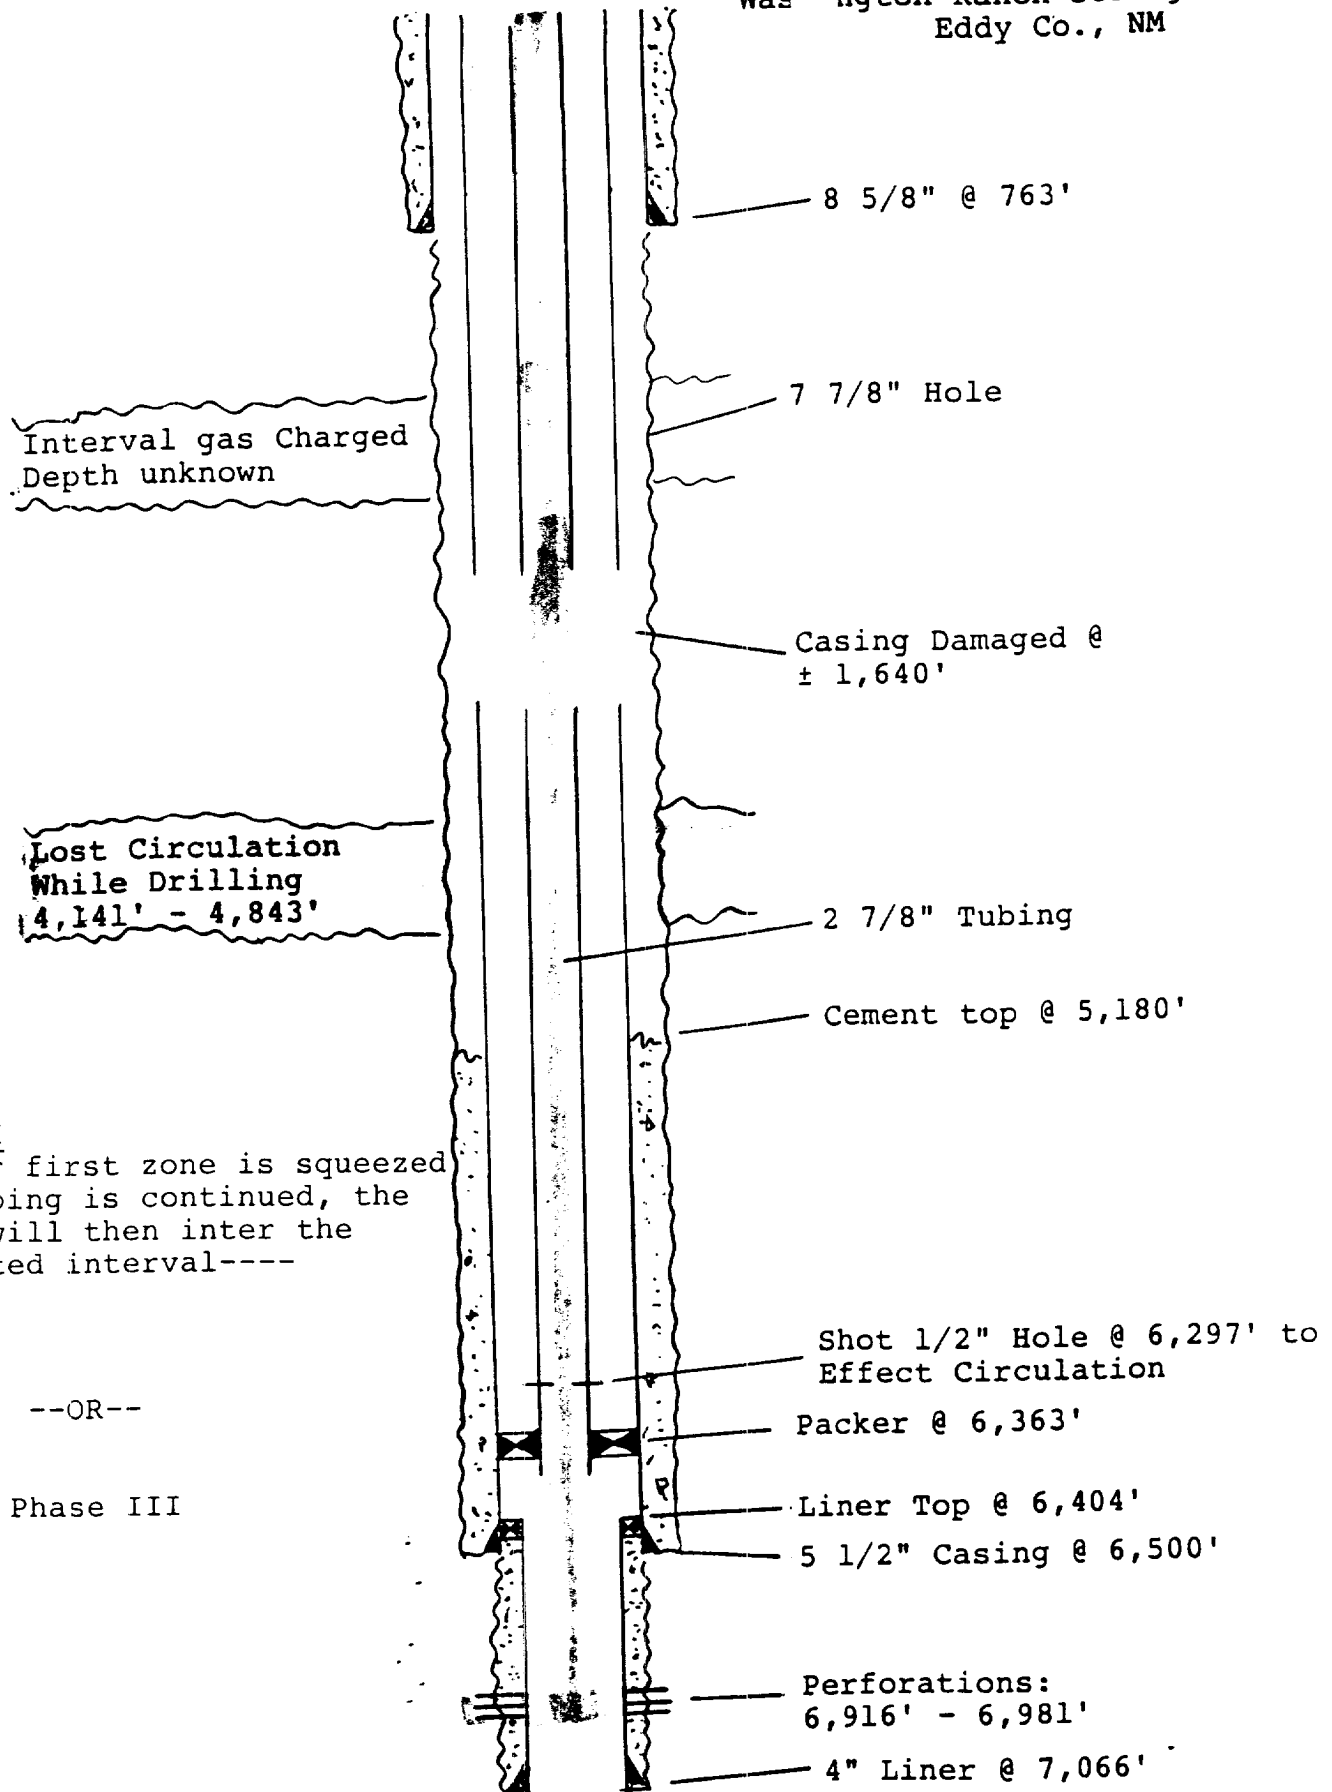 Eddy Co., NM
8 5/8" @ 763'
7 7/8" Hole
Interval gas Charged
Depth unknown
Casing Damaged @
± 1,640'
Lost Circulation
While Drilling
4,141' - 4,843'
2 7/8" Tubing
Cement top @ 5,180'
first zone is squeezed
is continued, the
will then inter the
interval----
Shot 1/2" Hole @ 6,297' to
Effect Circulation
--OR--
Packer @ 6,363'
Phase III
Liner Top @ 6,404'
5 1/2" Casing @ 6,500'
Perforations:
6,916' - 6,981'
4" Liner @ 7,066'